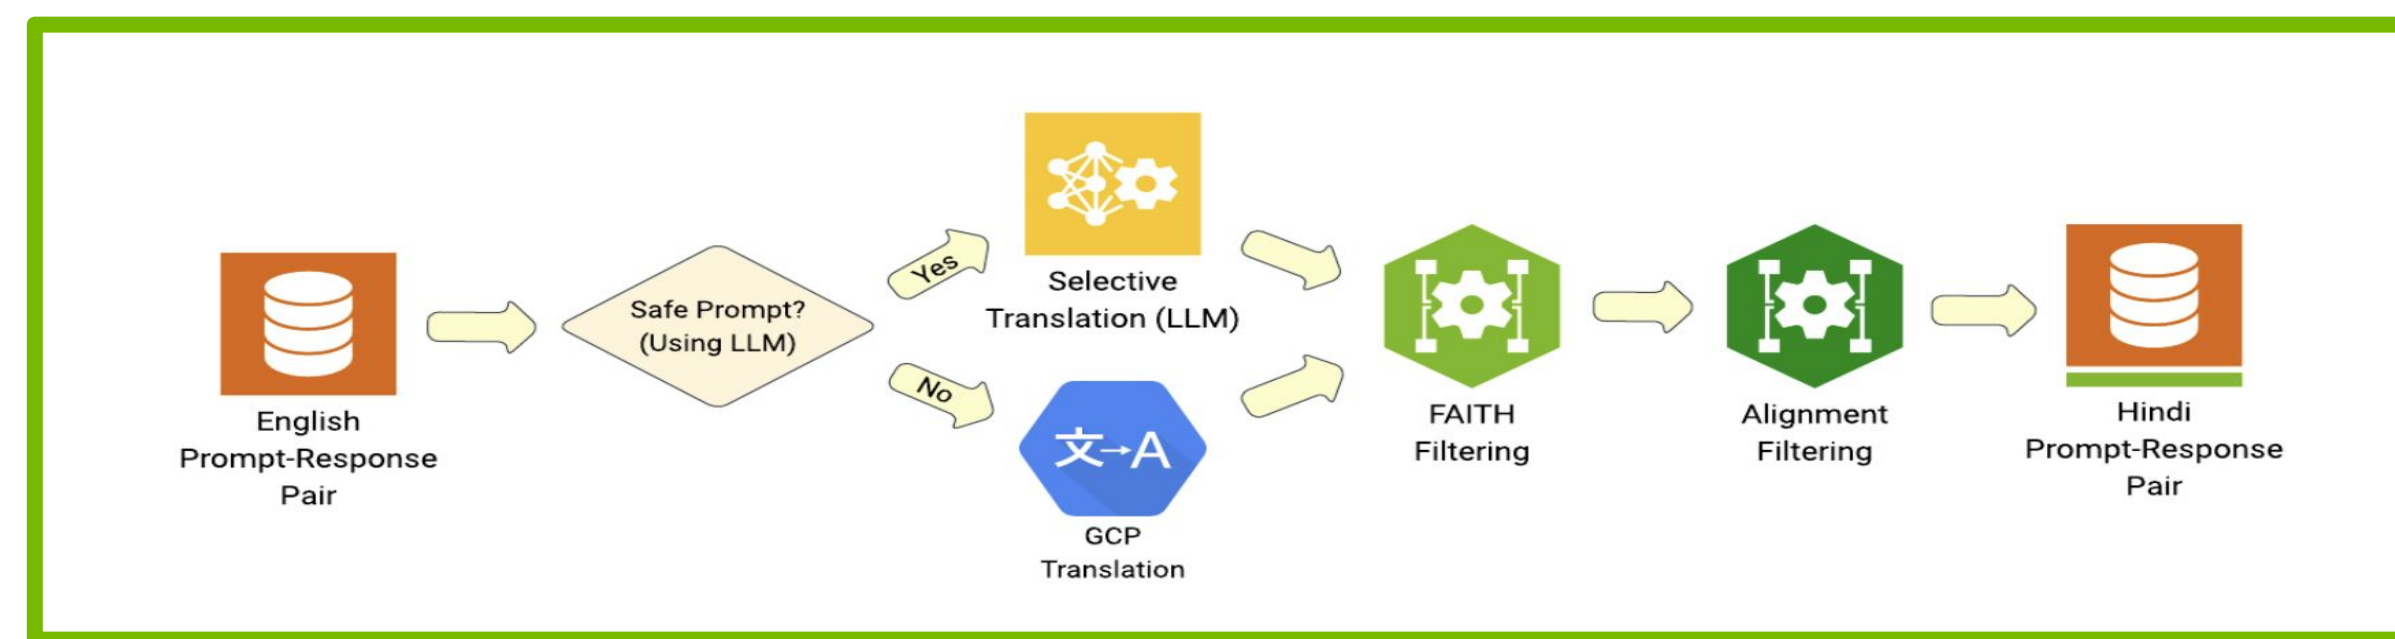 English
Prompt-Response
Pair
Safe Prompt?
(Using LLM)
Yes
No
Selective
Translation (LLM)
文→A
GCP
Translation
FAITH
Filtering
Alignment
Filtering
Hindi
Prompt-Response
Pair